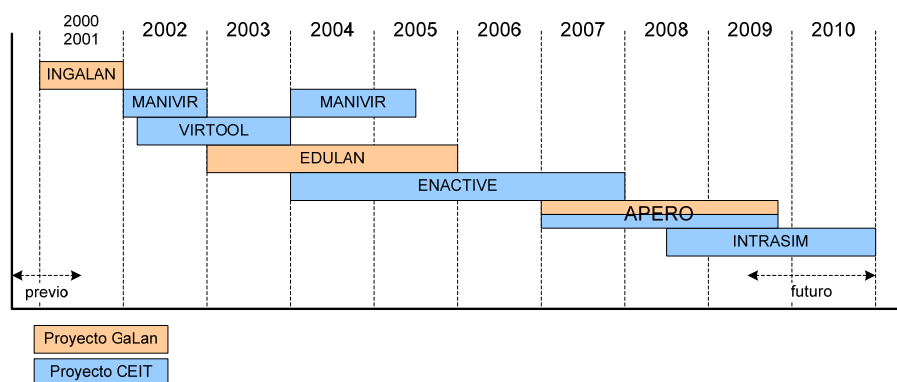 2000
2001
2002
2003
2004
2005
2006
2007
2008
2009
2010
INGALAN
MANIVIR
MANIVIR
VIRTOOL
EDULAN
ENACTIVE
APERO
INTRASIM
previo
futuro
Proyecto GaLan
Proyecto CEIT